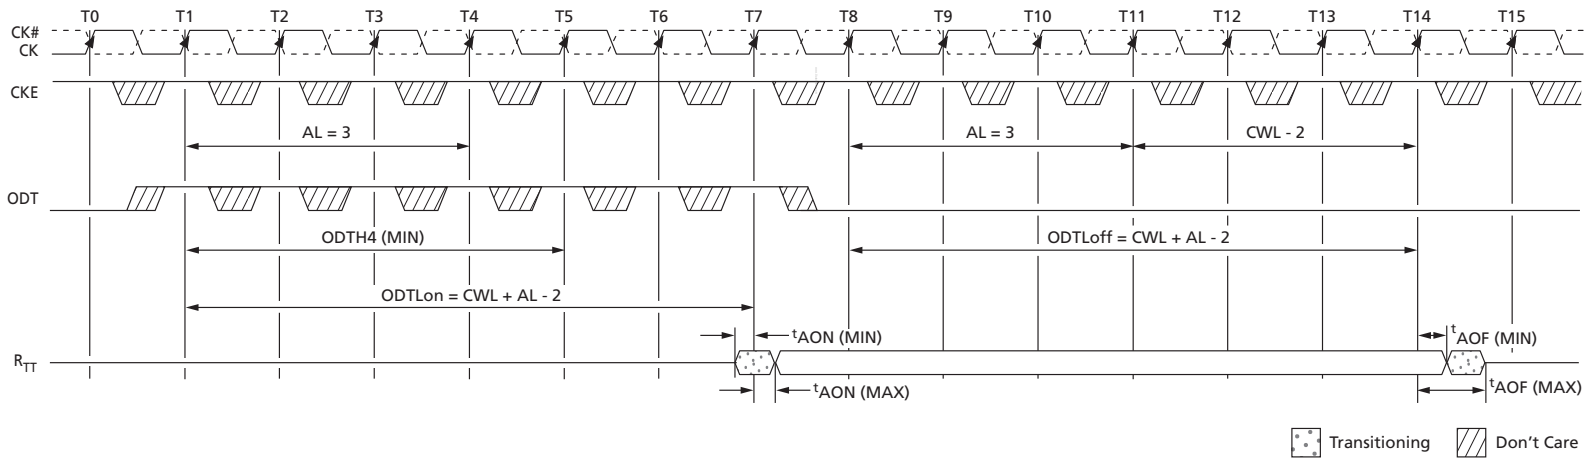 T0 T1 T2 T3 T4 T5 T6 T7 T8 T9 T10 T11 T12 T13 T14 T15
CK#
CK
CKE
AL = 3 AL = 3 CWL - 2
ODT
ODTH4 (MIN) ODTLoff = CWL + AL - 2
ODTLon = CWL + AL - 2
tAON (MIN) tAOF (MIN)
RTT
tAON (MAX) tAOF (MAX)
Transitioning Don't Care